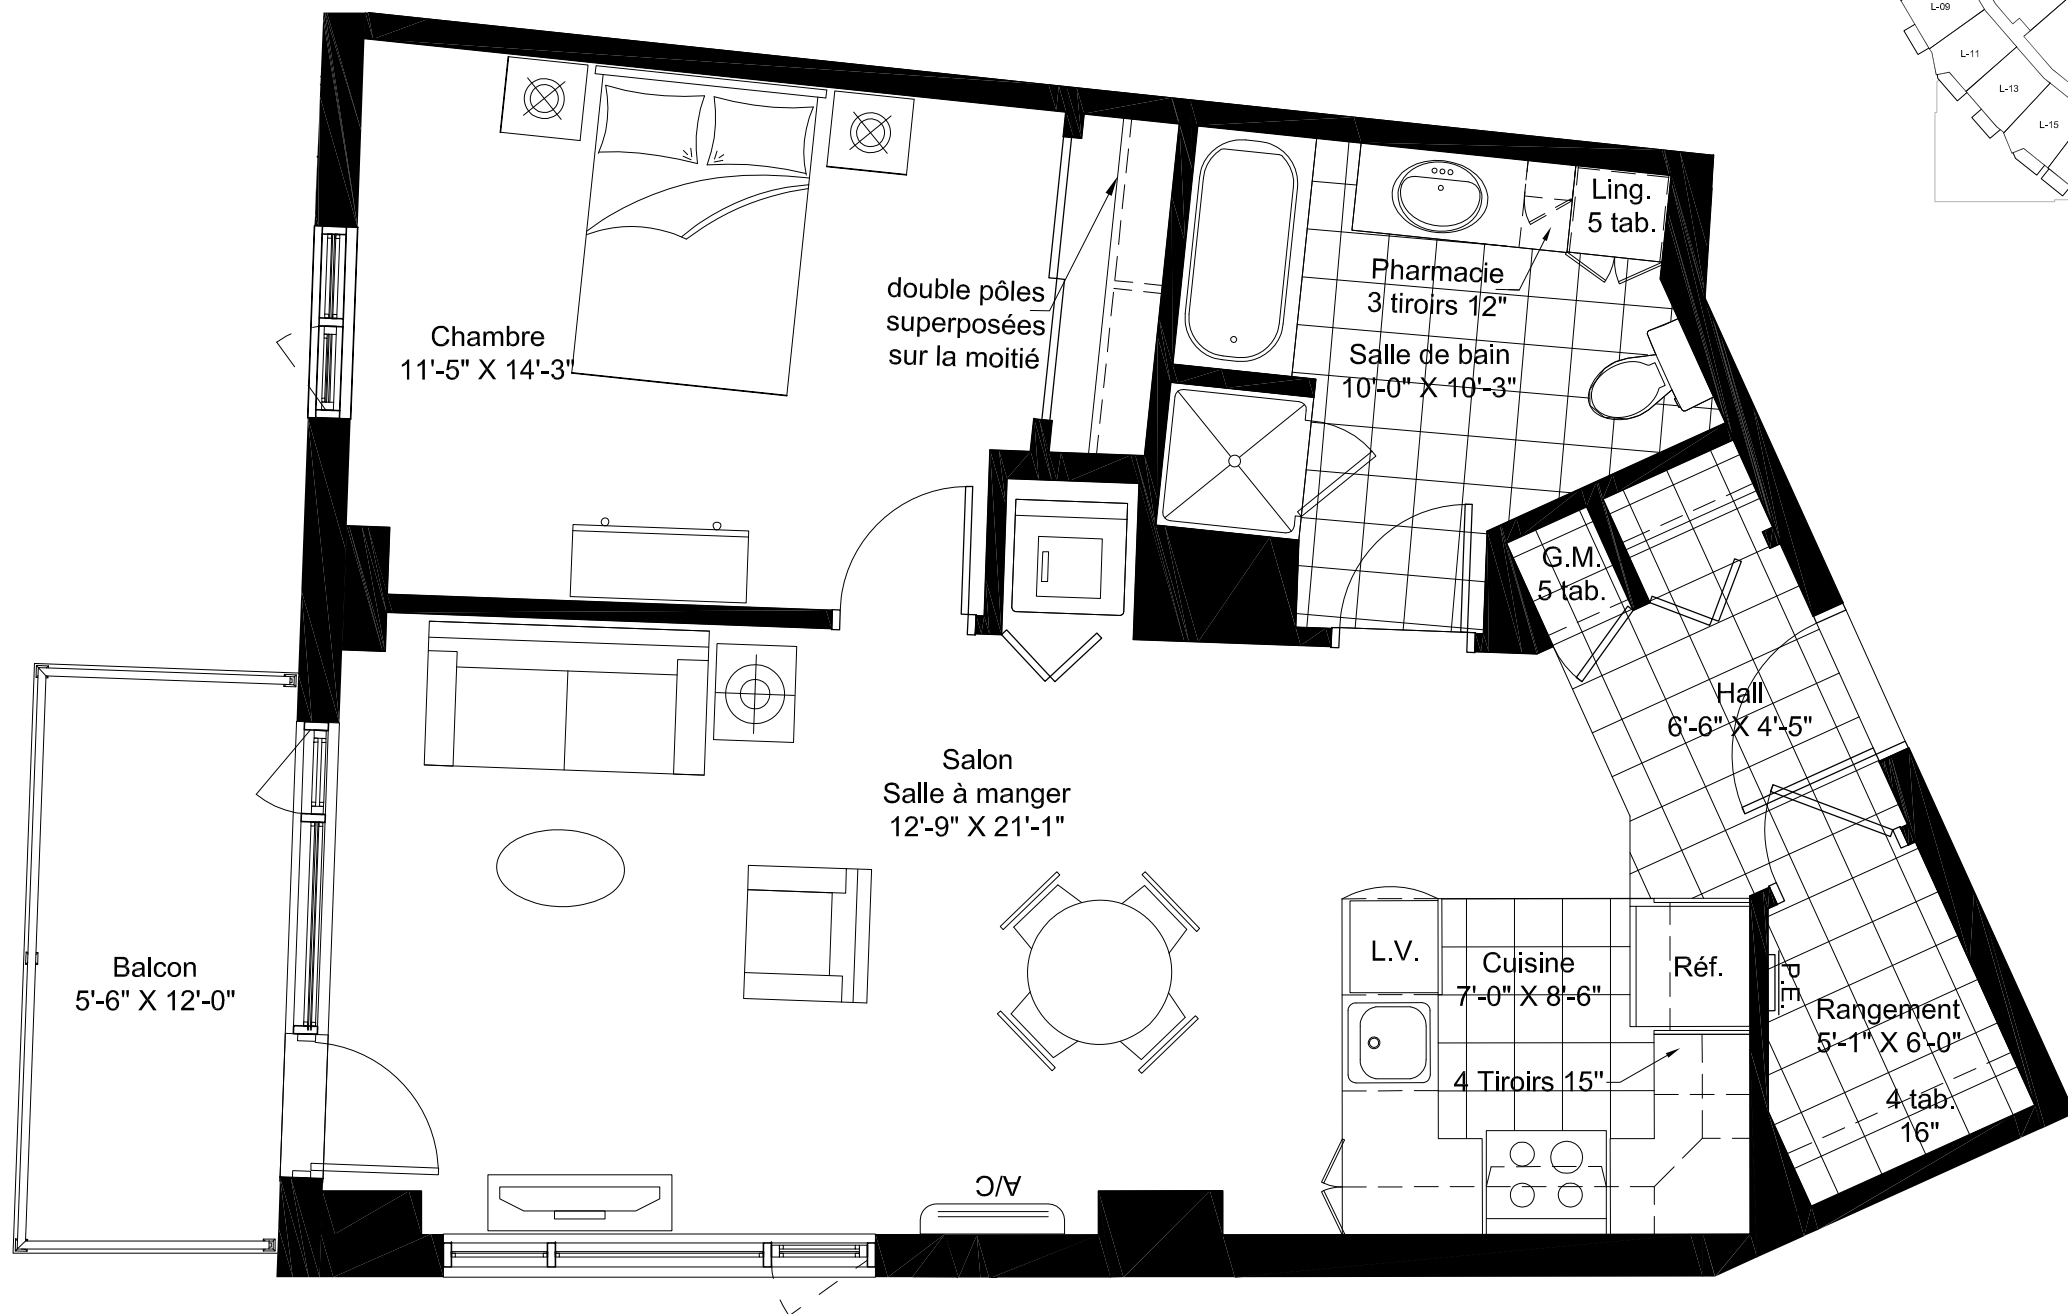 L-09
L-11
L-13
L-15
Ling.
5 tab.
Pharmacie
3 tiroirs 12"
double pôles
superposées
sur la moitié
Chambre
11'-5" X 14'-3"
Salle de bain
10'-0" X 10'-3"
G.M.
5 tab.
Hall
6'-6" X 4'-5"
Salon
Salle à manger
12'-9" X 21'-1"
Balcon
5'-6" X 12'-0"
L.V.
Cuisine
7'-0" X 8'-6"
Réf.
P.E.
Rangement
5'-1" X 6'-0"
4 Tiroirs 15"
4 tab.
16"
A/C